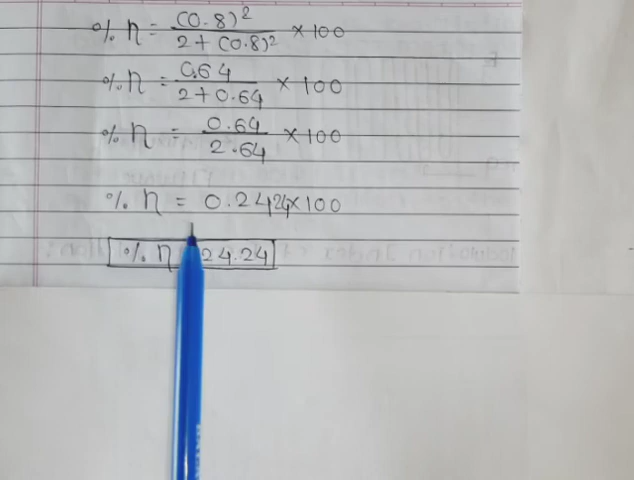 % η = (0.8)² / 2 + (0.8)² × 100
% η = 0.64 / 2 + 0.64 × 100
% η = 0.64 / 2.64 × 100
% η = 0.2424 × 100
% η 24.24